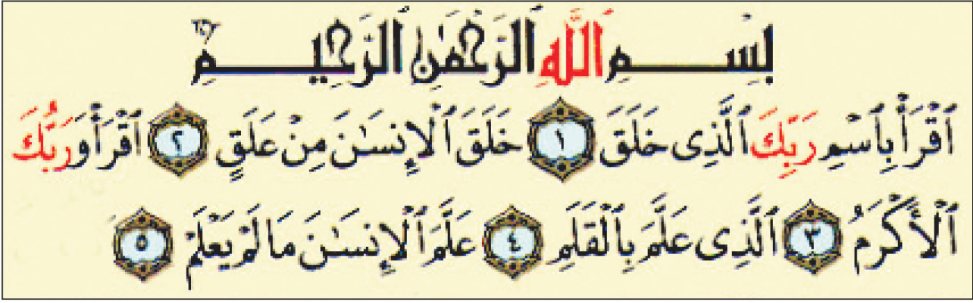 بِسْمِ ٱللَّهِ ٱلرَّحْمَٰنِ ٱلرَّحِيمِ
ٱقْرَأْ بِٱسْمِ رَبِّكَ ٱلَّذِى خَلَقَ ١ خَلَقَ ٱلْإِنسَٰنَ مِنْ عَلَقٍ ٢ ٱقْرَأْ وَرَبُّكَ
ٱلْأَكْرَمُ ٣ ٱلَّذِى عَلَّمَ بِٱلْقَلَمِ ٤ عَلَّمَ ٱلْإِنسَٰنَ مَا لَمْ يَعْلَمْ ٥